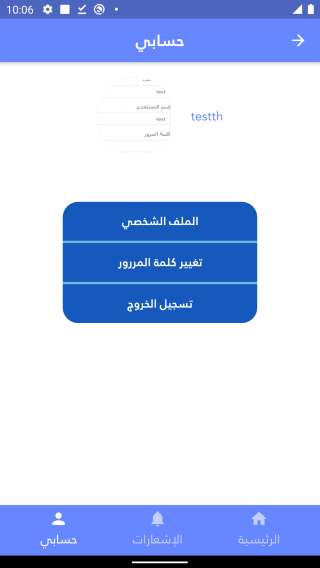 10:06
حسابي
test
إسم المستخدم
test
كلمة المرور
testth
الملف الشخصي
تغيير كلمة المررور
تسجيل الخروج
الرئيسية
الإشعارات
حسابي